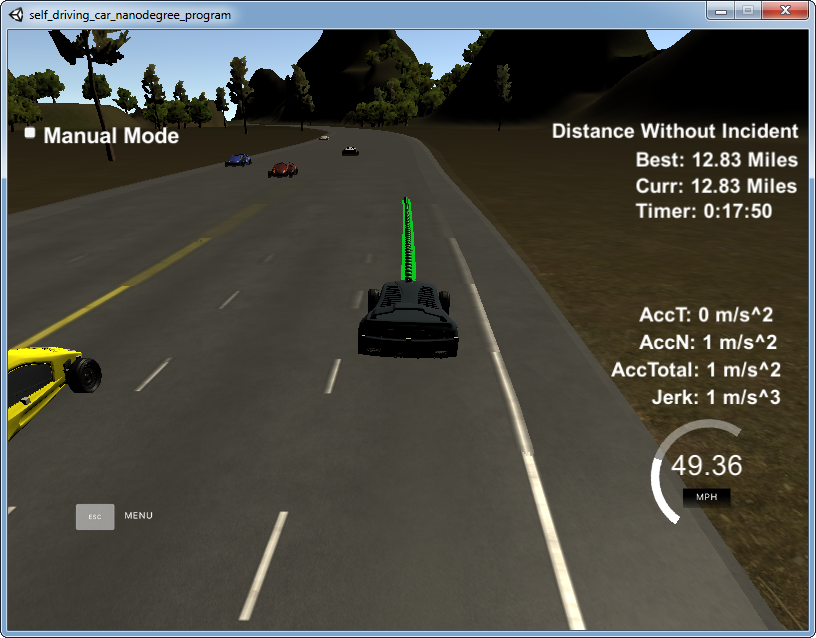 self_driving_car_nanodegree_program
Manual Mode
Distance Without Incident
Best: 12.83 Miles
Curr: 12.83 Miles
Timer: 0:17:50
AccT: 0 m/s^2
AccN: 1 m/s^2
AccTotal: 1 m/s^2
Jerk: 1 m/s^3
49.36
MPH
ESC MENU